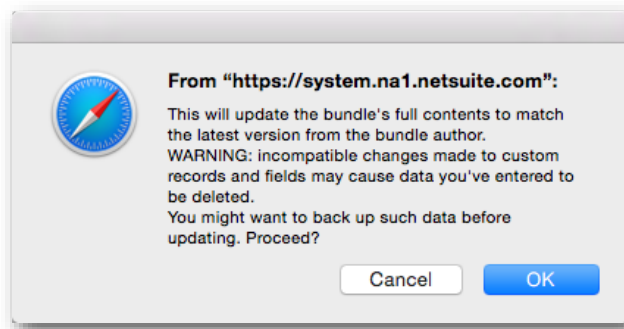 From “https://system.na1.netsuite.com”:
This will update the bundle's full contents to match
the latest version from the bundle author.
WARNING: incompatible changes made to custom
records and fields may cause data you've entered to
be deleted.
You might want to back up such data before
updating. Proceed?
Cancel OK